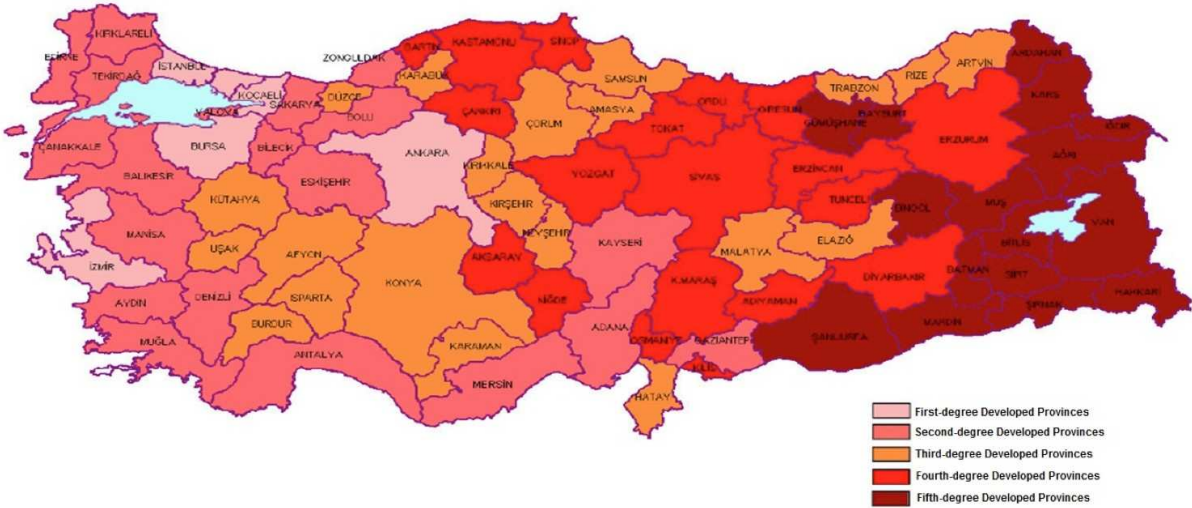 KIRKLARELİ
EDİRNE
TEKİRDAĞ
İSTANBUL
KOCAELİ
YALOVA
SAKARYA
DÜZCE
ZONGULDAK
BARTIN
KARABÜK
KASTAMONU
SİNOP
SAMSUN
ÇANKIRI
ÇORUM
AMASYA
BOLU
ORDU
TOKAT
GİRESUN
TRABZON
RİZE
ARTVİN
ARDAHAN
KARS
GÜMÜŞHANE
BAYBURT
ERZURUM
IĞDIR
AĞRI
ÇANAKKALE
BALIKESİR
BURSA
BİLECİK
ESKİŞEHİR
ANKARA
KIRIKKALE
YOZGAT
SİVAS
ERZİNCAN
TUNCELİ
BİNGÖL
MUŞ
VAN
BİTLİS
KÜTAHYA
MANİSA
UŞAK
AFYON
KIRŞEHİR
NEVŞEHİR
KAYSERİ
MALATYA
ELAZIĞ
DİYARBAKIR
BATMAN
SİİRT
ŞIRNAK
HAKKARİ
İZMİR
AYDIN
DENİZLİ
ISPARTA
BURDUR
KONYA
AKSARAY
NİĞDE
K.MARAŞ
ADIYAMAN
ŞANLIURFA
MARDİN
MUĞLA
ANTALYA
KARAMAN
MERSİN
ADANA
OSMANİYE
GAZİANTEP
KİLİS
HATAY
First-degree Developed Provinces
Second-degree Developed Provinces
Third-degree Developed Provinces
Fourth-degree Developed Provinces
Fifth-degree Developed Provinces